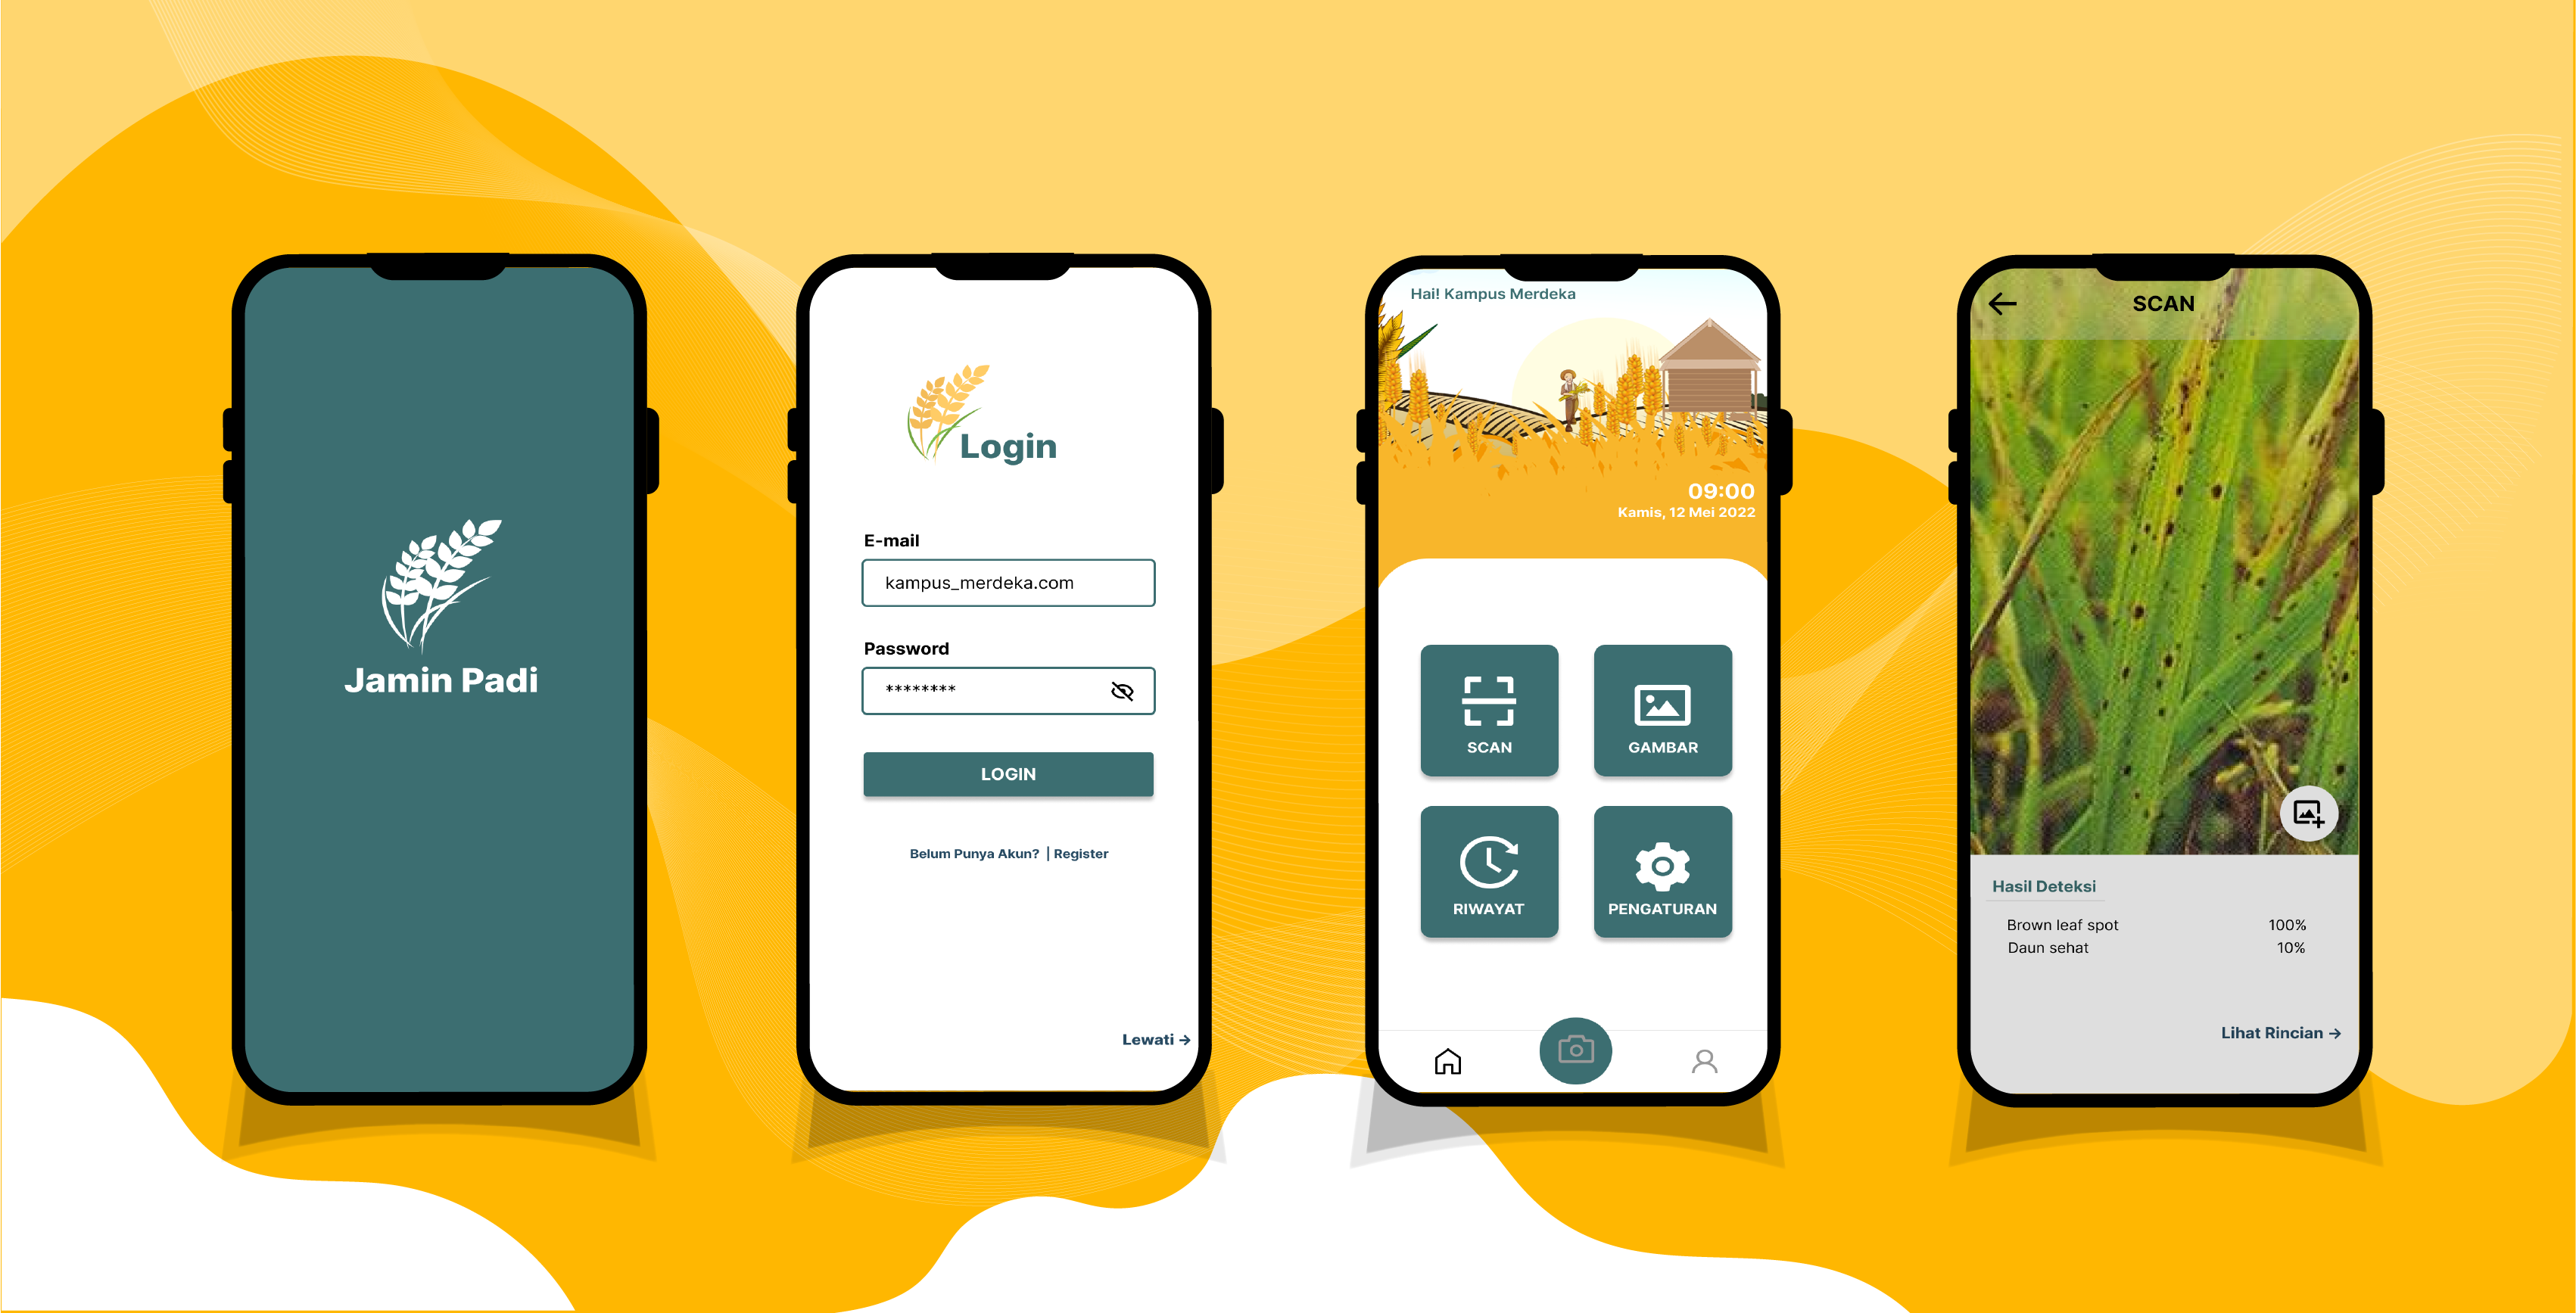 Jamin Padi
Login
E-mail
kampus_merdeka.com
Password
********
LOGIN
Belum Punya Akun? | Register
Lewati →
Hai! Kampus Merdeka
09:00
Kamis, 12 Mei 2022
SCAN
GAMBAR
RIWAYAT
PENGATURAN
SCAN
Hasil Deteksi
Brown leaf spot 100%
Daun sehat 10%
Lihat Rincian →